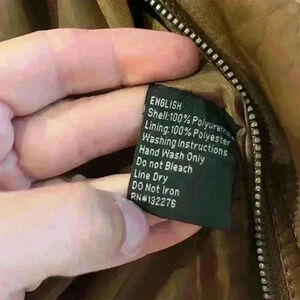 ENGLISH
Shell:100% Polyurethane
Lining:100% Polyester
Washing Instructions
Hand Wash Only
Do not Bleach
Line Dry
DO Not Iron
RN#132276